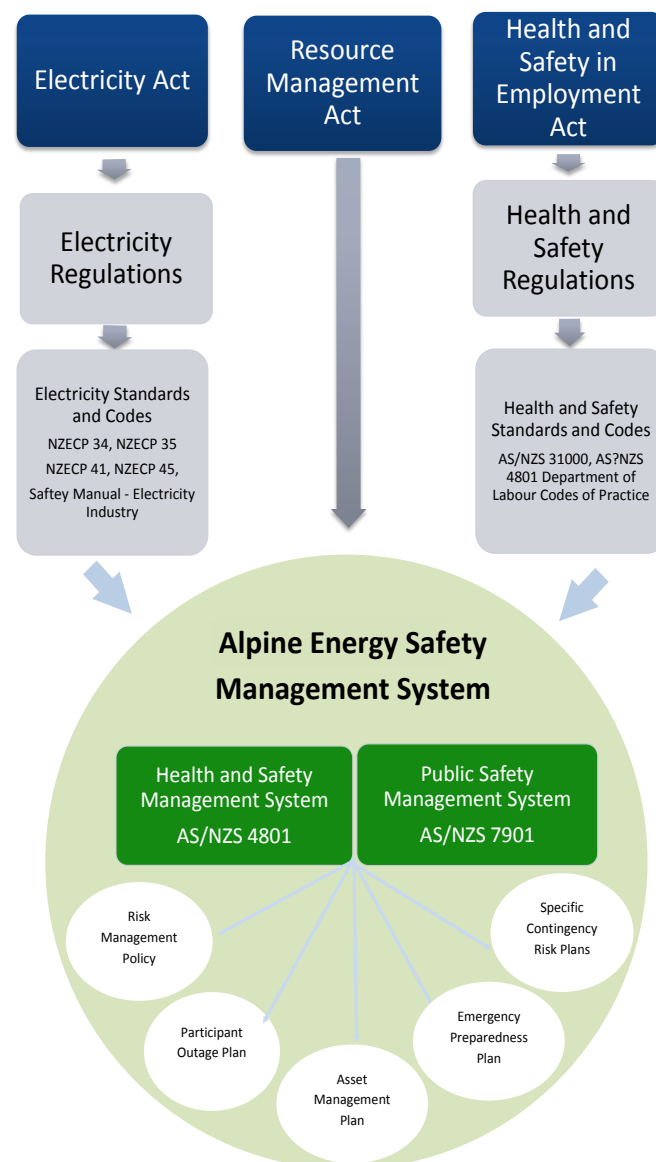 Electricity Act
Resource
Management
Act
Health and
Safety in
Employment
Act
Electricity
Regulations
Health and
Safety
Regulations
Electricity Standards
and Codes
NZECP 34, NZECP 35
NZECP 41, NZECP 45,
Saftey Manual - Electricity
Industry
Health and Safety
Standards and Codes
AS/NZS 31000, AS?NZS
4801 Department of
Labour Codes of Practice
Alpine Energy Safety
Management System
Health and Safety
Management System
AS/NZS 4801
Public Safety
Management System
AS/NZS 7901
Risk
Management
Policy
Participant
Outage Plan
Asset
Management
Plan
Emergency
Preparedness
Plan
Specific
Contingency
Risk Plans